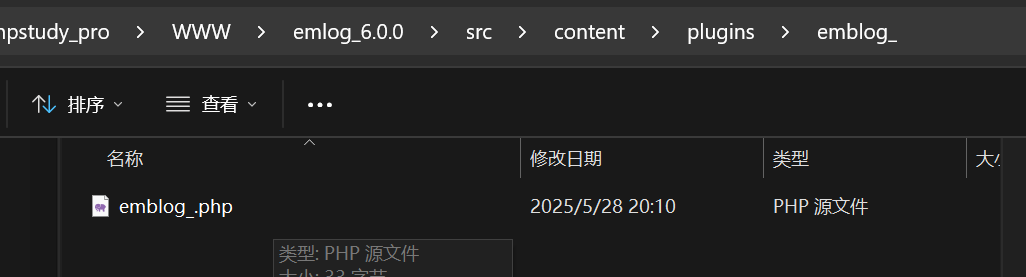 npstudy_pro > WWW > emlog_6.0.0 > src > content > plugins > emblog_
排序 查看 •••
名称 修改日期 类型 大
emblog_.php 2025/5/28 20:10 PHP 源文件
类型: PHP 源文件
大小: 33 字节